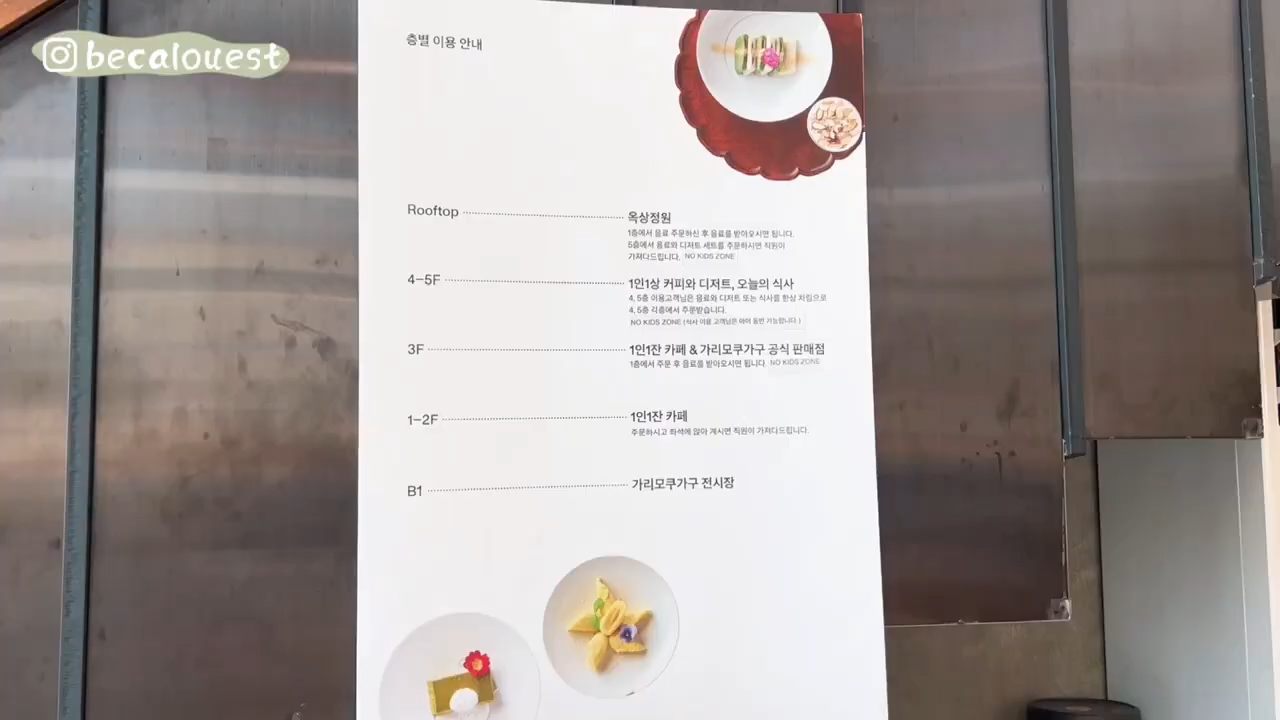 becalouest
층별 이용 안내
Rooftop
옥상정원
1층에서 음료 주문하신 후 음료를 받아오시면 됩니다.
5층에서 음료와 디저트 세트를 주문하시면 직원이
가져다드립니다. NO KIDS ZONE
4-5F
1인1상 커피와 디저트, 오늘의 식사
4, 5층 이용고객님은 음료와 디저트 또는 식사를 한상 차림으로
4, 5층 각층에서 주문받습니다.
NO KIDS ZONE (식사 이용 고객님은 아이 동반 가능합니다.)
3F
1인1잔 카페 & 가리모쿠가구 공식 판매점
1층에서 주문 후 음료를 받아오시면 됩니다. NO KIDS ZONE
1-2F
1인1잔 카페
주문하시고 좌석에 앉아 계시면 직원이 가져다드립니다.
B1
가리모쿠가구 전시장